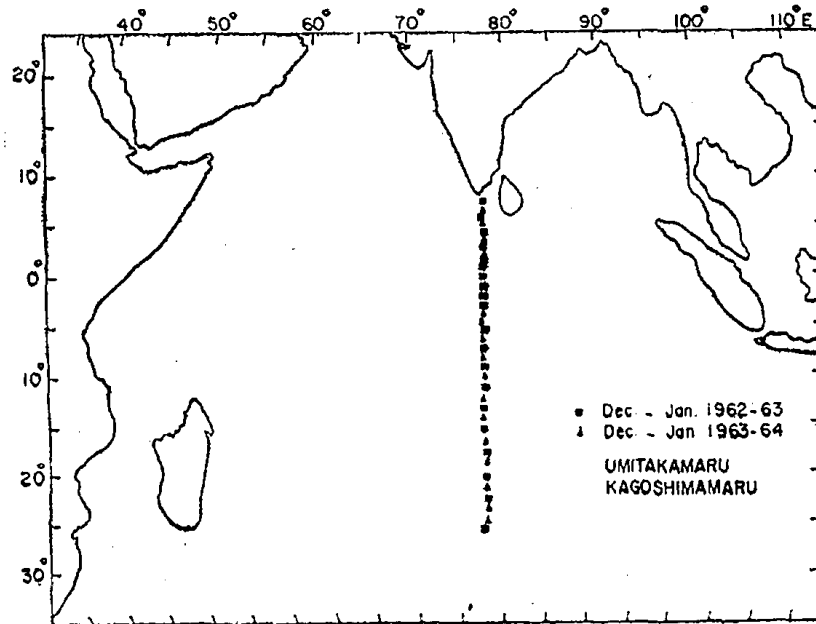 40° 50° 60° 70° 80° 90° 100° 110° E
20°
10°
0°
10°
20°
30°
■ Dec. - Jan. 1962-63
▲ Dec. - Jan 1963-64
UMITAKAMARU
KAGOSHIMAMARU